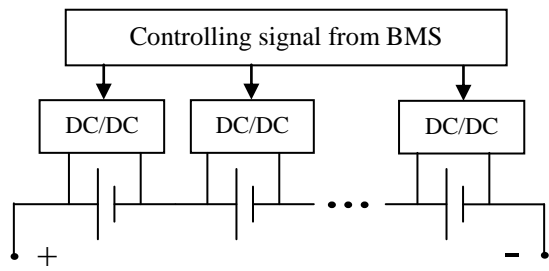 Controlling signal from BMS
DC/DC DC/DC DC/DC
+ -